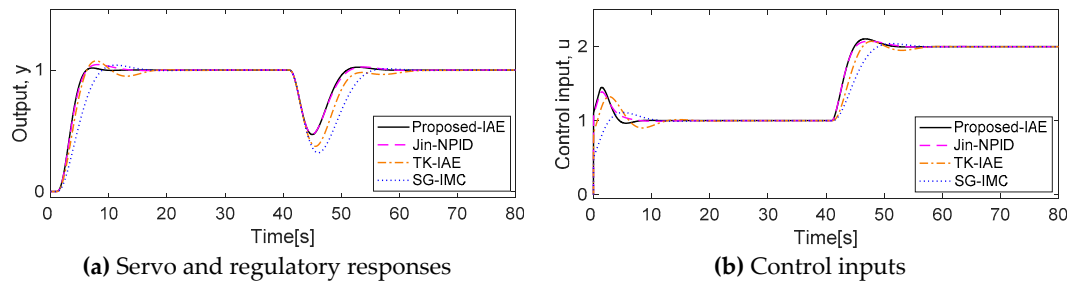 Output, y
1
0
0 10 20 30 40 50 60 70 80
Time[s]
Proposed-IAE
Jin-NPID
TK-IAE
SG-IMC
(a) Servo and regulatory responses
Control input, u
2
1
0
0 10 20 30 40 50 60 70 80
Time[s]
Proposed-IAE
Jin-NPID
TK-IAE
SG-IMC
(b) Control inputs